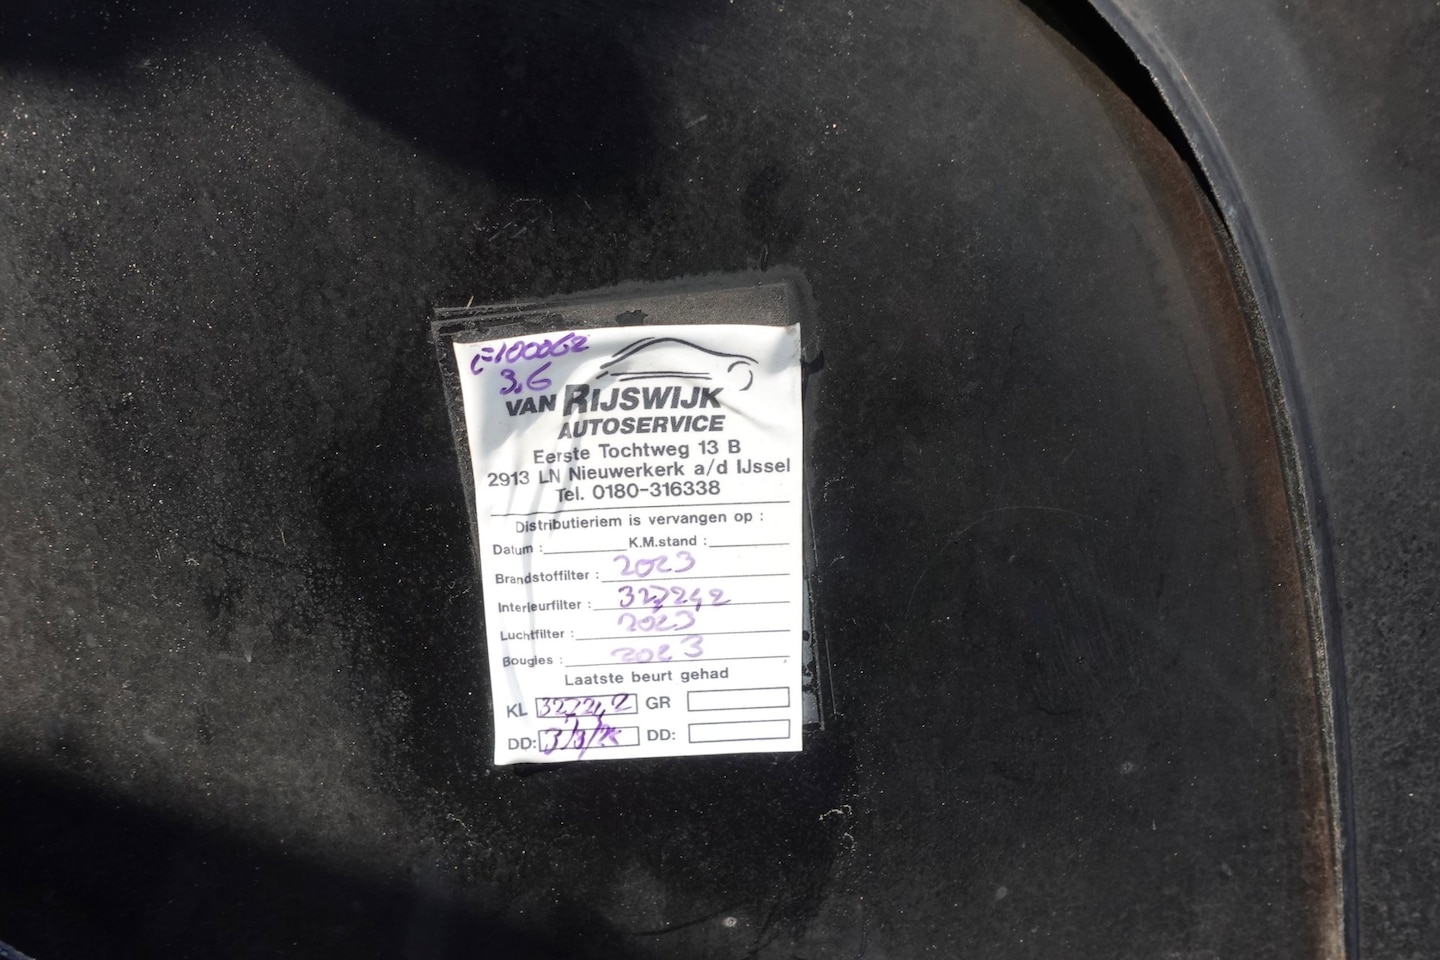 3.6
VAN RIJSWIJK
AUTOSERVICE
Eerste Tochtweg 13 B
2913 LN Nieuwerkerk a/d IJssel
Tel. 0180-316338
Distributieriem is vervangen op :
Datum : K.M.stand :
Brandstoffilter : 2023
Interieurfilter :
Luchtfilter : 2023
Bougies : 2023
Laatste beurt gehad
KL GR
DD: DD: